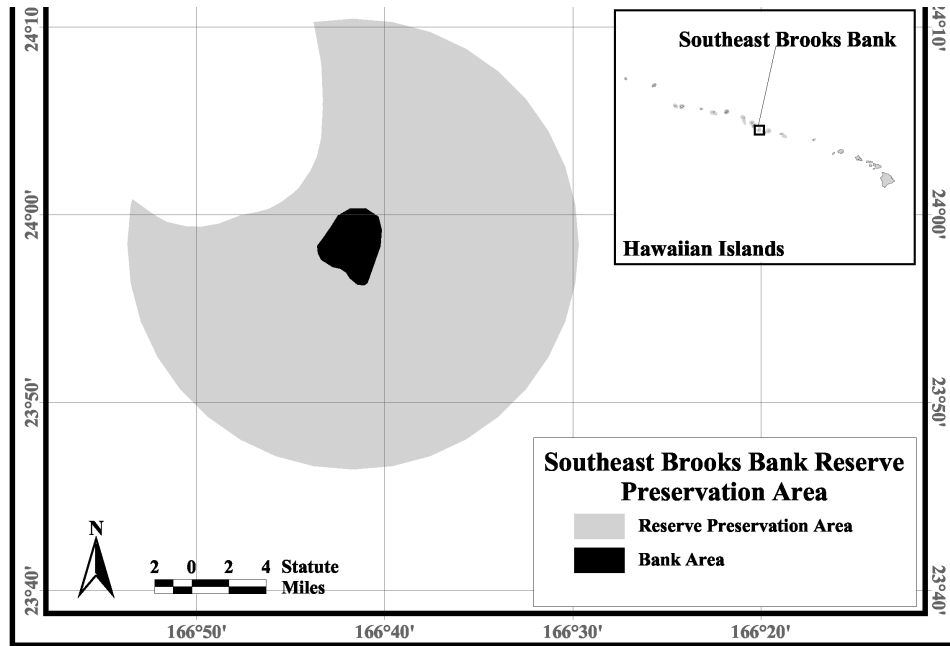 24°10'
4°10'
Southeast Brooks Bank
24°00'
24°00'
Hawaiian Islands
23°50'
23°50'
Southeast Brooks Bank Reserve
Preservation Area
Reserve Preservation Area
Bank Area
N
2 0 2 4 Statute
Miles
23°40'
23°40'
166°50' 166°40' 166°30' 166°20'